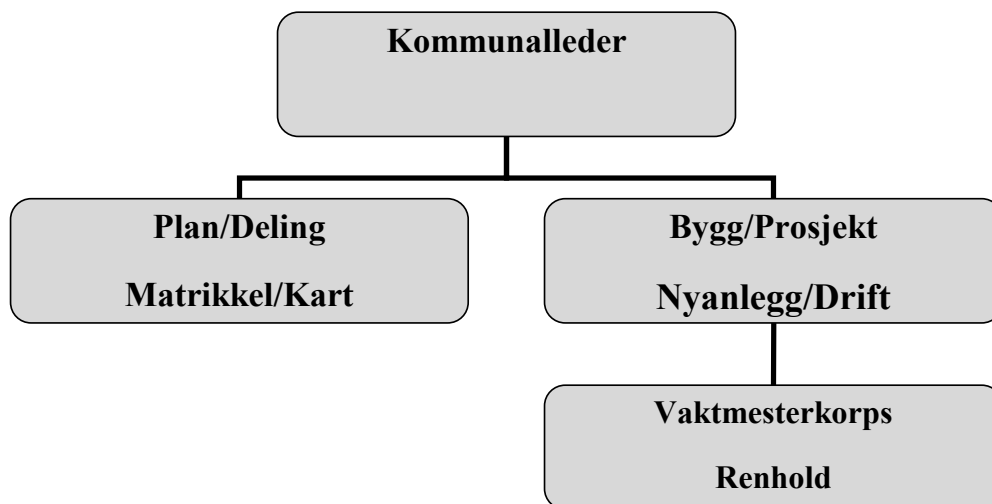 Kommunalleder
Plan/Deling
Matrikkel/Kart
Bygg/Prosjekt
Nyanlegg/Drift
Vaktmesterkorps
Renhold